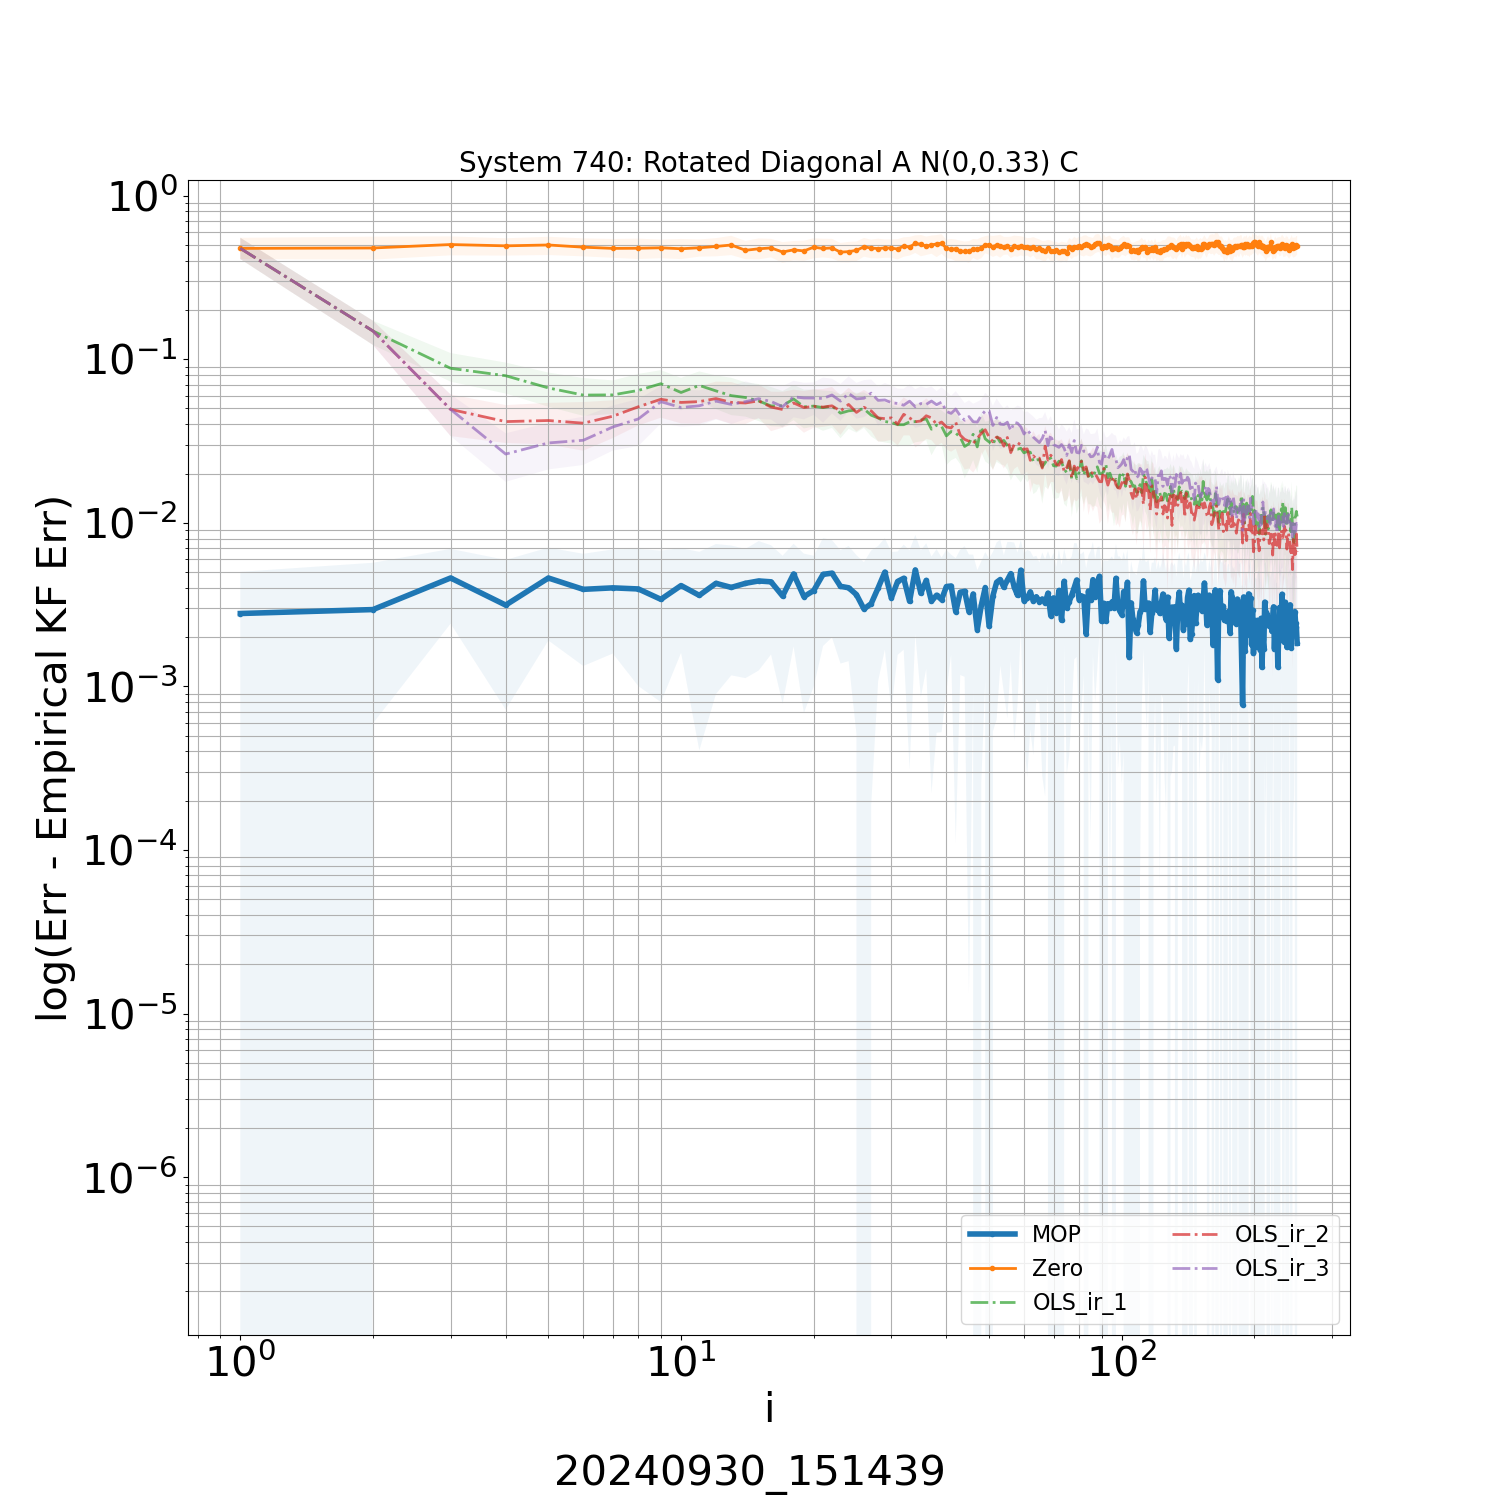 System 740: Rotated Diagonal A N(0,0.33) C
log(Err - Empirical KF Err)
10^0
10^-1
10^-2
10^-3
10^-4
10^-5
10^-6
MOP
Zero
OLS_ir_1
OLS_ir_2
OLS_ir_3
10^0 10^1 10^2
i
20240930_151439